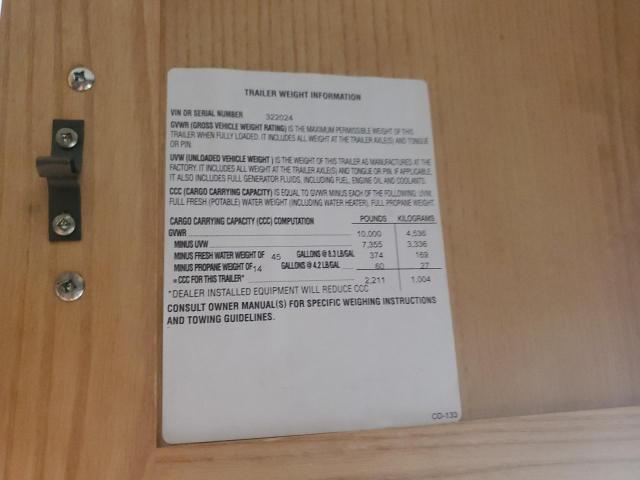 TRAILER WEIGHT INFORMATION
VIN OR SERIAL NUMBER 322024
GVWR (GROSS VEHICLE WEIGHT RATING) IS THE MAXIMUM PERMISSIBLE WEIGHT OF THIS
TRAILER WHEN FULLY LOADED. IT INCLUDES ALL WEIGHT AT THE TRAILER AXLE(S) AND TONGUE
OR PIN.
UVW (UNLOADED VEHICLE WEIGHT) IS THE WEIGHT OF THIS TRAILER AS MANUFACTURED AT THE
FACTORY. IT INCLUDES ALL WEIGHT AT THE TRAILER AXLE(S) AND TONGUE OR PIN. IF APPLICABLE,
IT ALSO INCLUDES FULL GENERATOR FLUIDS, INCLUDING FUEL, ENGINE OIL AND COOLANTS.
CCC (CARGO CARRYING CAPACITY) IS EQUAL TO GVWR MINUS EACH OF THE FOLLOWING: UVW,
FULL FRESH (POTABLE) WATER WEIGHT (INCLUDING WATER HEATER), FULL PROPANE WEIGHT.
CARGO CARRYING CAPACITY (CCC) COMPUTATION POUNDS KILOGRAMS
GVWR 10,000 4,536
MINUS UVW 7,355 3,336
MINUS FRESH WATER WEIGHT OF 45 GALLONS @ 8.3 LB/GAL 374 169
MINUS PROPANE WEIGHT OF 14 GALLONS @ 4.2 LB/GAL 60 27
= CCC FOR THIS TRAILER* 2,211 1,004
*DEALER INSTALLED EQUIPMENT WILL REDUCE CCC
CONSULT OWNER MANUAL(S) FOR SPECIFIC WEIGHING INSTRUCTIONS
AND TOWING GUIDELINES.
CD-133